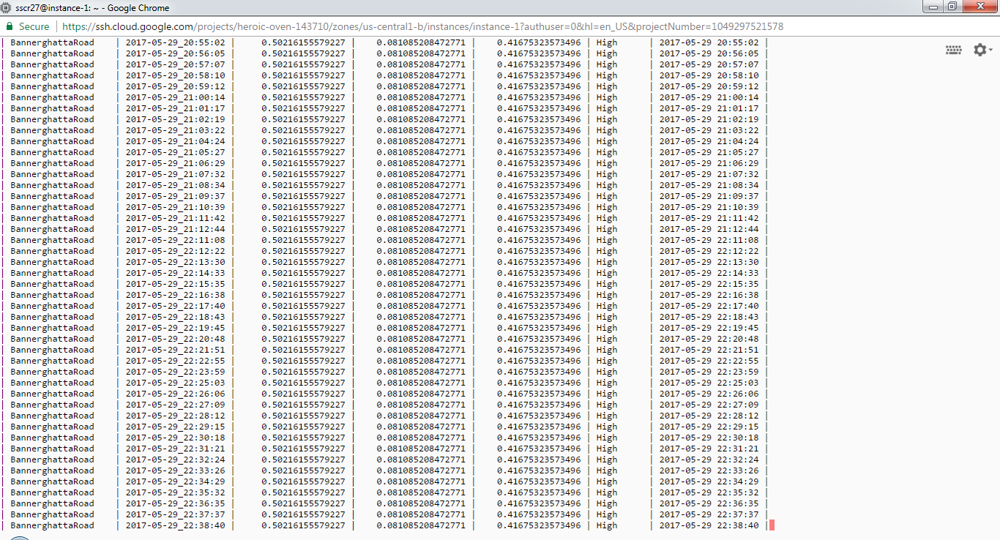 sscr27@instance-1: ~ - Google Chrome
Secure | https://ssh.cloud.google.com/projects/heroic-oven-143710/zones/us-central1-b/instances/instance-1?authuser=0&hl=en_US&projectNumber=1049297521578
| BannerghattaRoad | 2017-05-29_20:55:02 | 0.50216155579227 | 0.081085208472771 | 0.41675323573496 | High | 2017-05-29 20:55:02 |
| BannerghattaRoad | 2017-05-29_20:56:05 | 0.50216155579227 | 0.081085208472771 | 0.41675323573496 | High | 2017-05-29 20:56:05 |
| BannerghattaRoad | 2017-05-29_20:57:07 | 0.50216155579227 | 0.081085208472771 | 0.41675323573496 | High | 2017-05-29 20:57:07 |
| BannerghattaRoad | 2017-05-29_20:58:10 | 0.50216155579227 | 0.081085208472771 | 0.41675323573496 | High | 2017-05-29 20:58:10 |
| BannerghattaRoad | 2017-05-29_20:59:12 | 0.50216155579227 | 0.081085208472771 | 0.41675323573496 | High | 2017-05-29 20:59:12 |
| BannerghattaRoad | 2017-05-29_21:00:14 | 0.50216155579227 | 0.081085208472771 | 0.41675323573496 | High | 2017-05-29 21:00:14 |
| BannerghattaRoad | 2017-05-29_21:01:17 | 0.50216155579227 | 0.081085208472771 | 0.41675323573496 | High | 2017-05-29 21:01:17 |
| BannerghattaRoad | 2017-05-29_21:02:19 | 0.50216155579227 | 0.081085208472771 | 0.41675323573496 | High | 2017-05-29 21:02:19 |
| BannerghattaRoad | 2017-05-29_21:03:22 | 0.50216155579227 | 0.081085208472771 | 0.41675323573496 | High | 2017-05-29 21:03:22 |
| BannerghattaRoad | 2017-05-29_21:04:24 | 0.50216155579227 | 0.081085208472771 | 0.41675323573496 | High | 2017-05-29 21:04:24 |
| BannerghattaRoad | 2017-05-29_21:05:27 | 0.50216155579227 | 0.081085208472771 | 0.41675323573496 | High | 2017-05-29 21:05:27 |
| BannerghattaRoad | 2017-05-29_21:06:29 | 0.50216155579227 | 0.081085208472771 | 0.41675323573496 | High | 2017-05-29 21:06:29 |
| BannerghattaRoad | 2017-05-29_21:07:32 | 0.50216155579227 | 0.081085208472771 | 0.41675323573496 | High | 2017-05-29 21:07:32 |
| BannerghattaRoad | 2017-05-29_21:08:34 | 0.50216155579227 | 0.081085208472771 | 0.41675323573496 | High | 2017-05-29 21:08:34 |
| BannerghattaRoad | 2017-05-29_21:09:37 | 0.50216155579227 | 0.081085208472771 | 0.41675323573496 | High | 2017-05-29 21:09:37 |
| BannerghattaRoad | 2017-05-29_21:10:39 | 0.50216155579227 | 0.081085208472771 | 0.41675323573496 | High | 2017-05-29 21:10:39 |
| BannerghattaRoad | 2017-05-29_21:11:42 | 0.50216155579227 | 0.081085208472771 | 0.41675323573496 | High | 2017-05-29 21:11:42 |
| BannerghattaRoad | 2017-05-29_21:12:44 | 0.50216155579227 | 0.081085208472771 | 0.41675323573496 | High | 2017-05-29 21:12:44 |
| BannerghattaRoad | 2017-05-29_22:11:08 | 0.50216155579227 | 0.081085208472771 | 0.41675323573496 | High | 2017-05-29 22:11:08 |
| BannerghattaRoad | 2017-05-29_22:12:22 | 0.50216155579227 | 0.081085208472771 | 0.41675323573496 | High | 2017-05-29 22:12:22 |
| BannerghattaRoad | 2017-05-29_22:13:30 | 0.50216155579227 | 0.081085208472771 | 0.41675323573496 | High | 2017-05-29 22:13:30 |
| BannerghattaRoad | 2017-05-29_22:14:33 | 0.50216155579227 | 0.081085208472771 | 0.41675323573496 | High | 2017-05-29 22:14:33 |
| BannerghattaRoad | 2017-05-29_22:15:35 | 0.50216155579227 | 0.081085208472771 | 0.41675323573496 | High | 2017-05-29 22:15:35 |
| BannerghattaRoad | 2017-05-29_22:16:38 | 0.50216155579227 | 0.081085208472771 | 0.41675323573496 | High | 2017-05-29 22:16:38 |
| BannerghattaRoad | 2017-05-29_22:17:40 | 0.50216155579227 | 0.081085208472771 | 0.41675323573496 | High | 2017-05-29 22:17:40 |
| BannerghattaRoad | 2017-05-29_22:18:43 | 0.50216155579227 | 0.081085208472771 | 0.41675323573496 | High | 2017-05-29 22:18:43 |
| BannerghattaRoad | 2017-05-29_22:19:45 | 0.50216155579227 | 0.081085208472771 | 0.41675323573496 | High | 2017-05-29 22:19:45 |
| BannerghattaRoad | 2017-05-29_22:20:48 | 0.50216155579227 | 0.081085208472771 | 0.41675323573496 | High | 2017-05-29 22:20:48 |
| BannerghattaRoad | 2017-05-29_22:21:51 | 0.50216155579227 | 0.081085208472771 | 0.41675323573496 | High | 2017-05-29 22:21:51 |
| BannerghattaRoad | 2017-05-29_22:22:55 | 0.50216155579227 | 0.081085208472771 | 0.41675323573496 | High | 2017-05-29 22:22:55 |
| BannerghattaRoad | 2017-05-29_22:23:59 | 0.50216155579227 | 0.081085208472771 | 0.41675323573496 | High | 2017-05-29 22:23:59 |
| BannerghattaRoad | 2017-05-29_22:25:03 | 0.50216155579227 | 0.081085208472771 | 0.41675323573496 | High | 2017-05-29 22:25:03 |
| BannerghattaRoad | 2017-05-29_22:26:06 | 0.50216155579227 | 0.081085208472771 | 0.41675323573496 | High | 2017-05-29 22:26:06 |
| BannerghattaRoad | 2017-05-29_22:27:09 | 0.50216155579227 | 0.081085208472771 | 0.41675323573496 | High | 2017-05-29 22:27:09 |
| BannerghattaRoad | 2017-05-29_22:28:12 | 0.50216155579227 | 0.081085208472771 | 0.41675323573496 | High | 2017-05-29 22:28:12 |
| BannerghattaRoad | 2017-05-29_22:29:15 | 0.50216155579227 | 0.081085208472771 | 0.41675323573496 | High | 2017-05-29 22:29:15 |
| BannerghattaRoad | 2017-05-29_22:30:18 | 0.50216155579227 | 0.081085208472771 | 0.41675323573496 | High | 2017-05-29 22:30:18 |
| BannerghattaRoad | 2017-05-29_22:31:21 | 0.50216155579227 | 0.081085208472771 | 0.41675323573496 | High | 2017-05-29 22:31:21 |
| BannerghattaRoad | 2017-05-29_22:32:24 | 0.50216155579227 | 0.081085208472771 | 0.41675323573496 | High | 2017-05-29 22:32:24 |
| BannerghattaRoad | 2017-05-29_22:33:26 | 0.50216155579227 | 0.081085208472771 | 0.41675323573496 | High | 2017-05-29 22:33:26 |
| BannerghattaRoad | 2017-05-29_22:34:29 | 0.50216155579227 | 0.081085208472771 | 0.41675323573496 | High | 2017-05-29 22:34:29 |
| BannerghattaRoad | 2017-05-29_22:35:32 | 0.50216155579227 | 0.081085208472771 | 0.41675323573496 | High | 2017-05-29 22:35:32 |
| BannerghattaRoad | 2017-05-29_22:36:35 | 0.50216155579227 | 0.081085208472771 | 0.41675323573496 | High | 2017-05-29 22:36:35 |
| BannerghattaRoad | 2017-05-29_22:37:37 | 0.50216155579227 | 0.081085208472771 | 0.41675323573496 | High | 2017-05-29 22:37:37 |
| BannerghattaRoad | 2017-05-29_22:38:40 | 0.50216155579227 | 0.081085208472771 | 0.41675323573496 | High | 2017-05-29 22:38:40 |